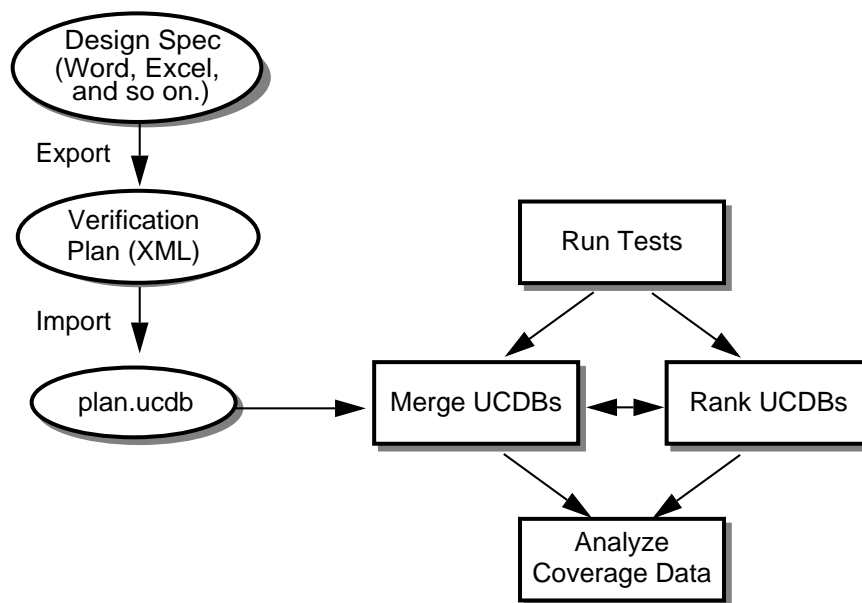 Design Spec
(Word, Excel,
and so on.)
Export
Verification
Plan (XML)
Import
plan.ucdb
Run Tests
Merge UCDBs
Rank UCDBs
Analyze
Coverage Data